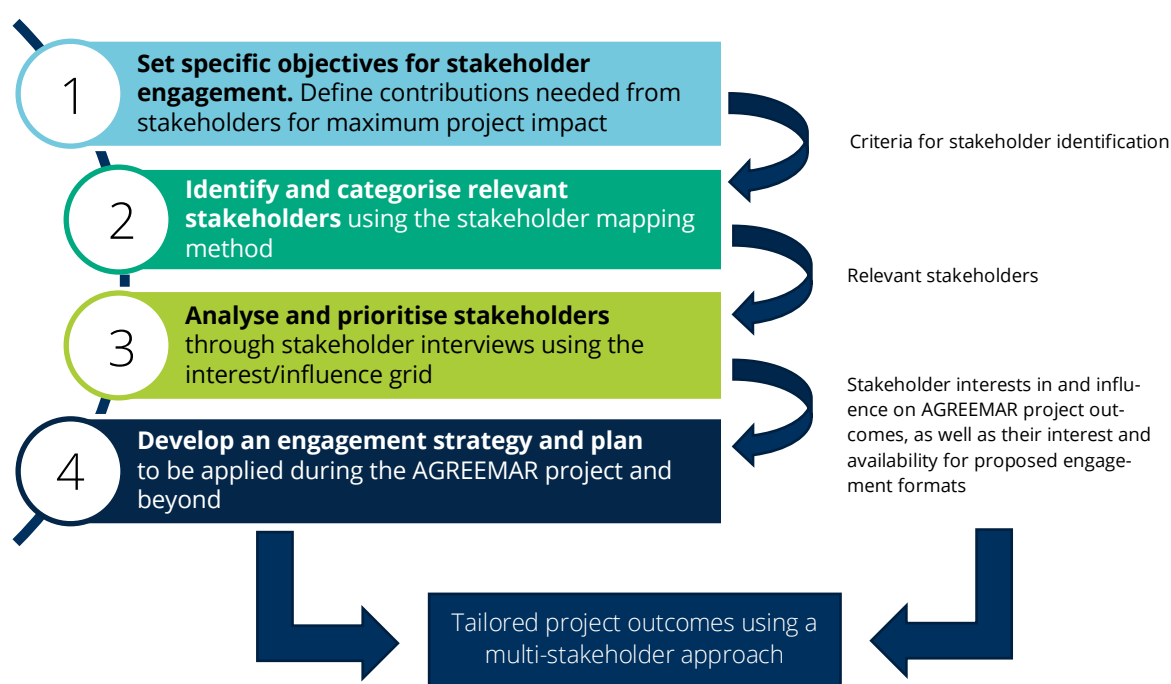 1
Set specific objectives for stakeholder
engagement. Define contributions needed from
stakeholders for maximum project impact
Criteria for stakeholder identification
2
Identify and categorise relevant
stakeholders using the stakeholder mapping
method
Relevant stakeholders
3
Analyse and prioritise stakeholders
through stakeholder interviews using the
interest/influence grid
Stakeholder interests in and influ-
ence on AGREEMAR project out-
comes, as well as their interest and
availability for proposed engage-
ment formats
4
Develop an engagement strategy and plan
to be applied during the AGREEMAR project and
beyond
Tailored project outcomes using a
multi-stakeholder approach